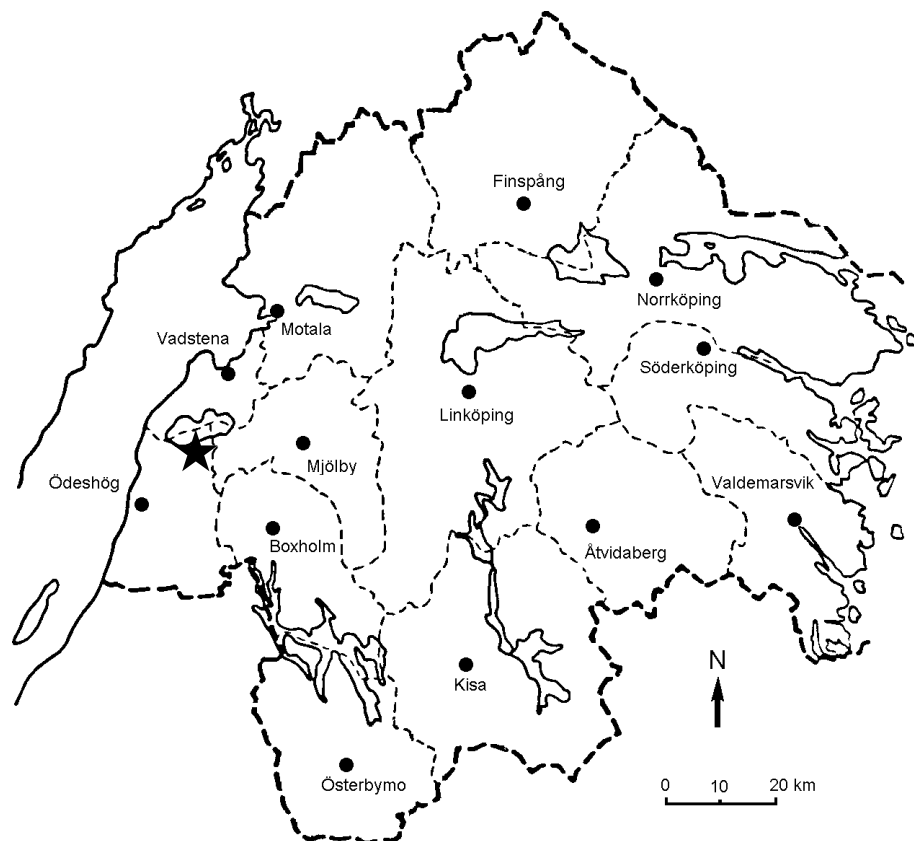 Finspång
Norrköping
Motala
Vadstena
Söderköping
Linköping
Mjölby
Ödeshög
Valdemarsvik
Boxholm
Åtvidaberg
N
Kisa
Österbymo
0 10 20 km